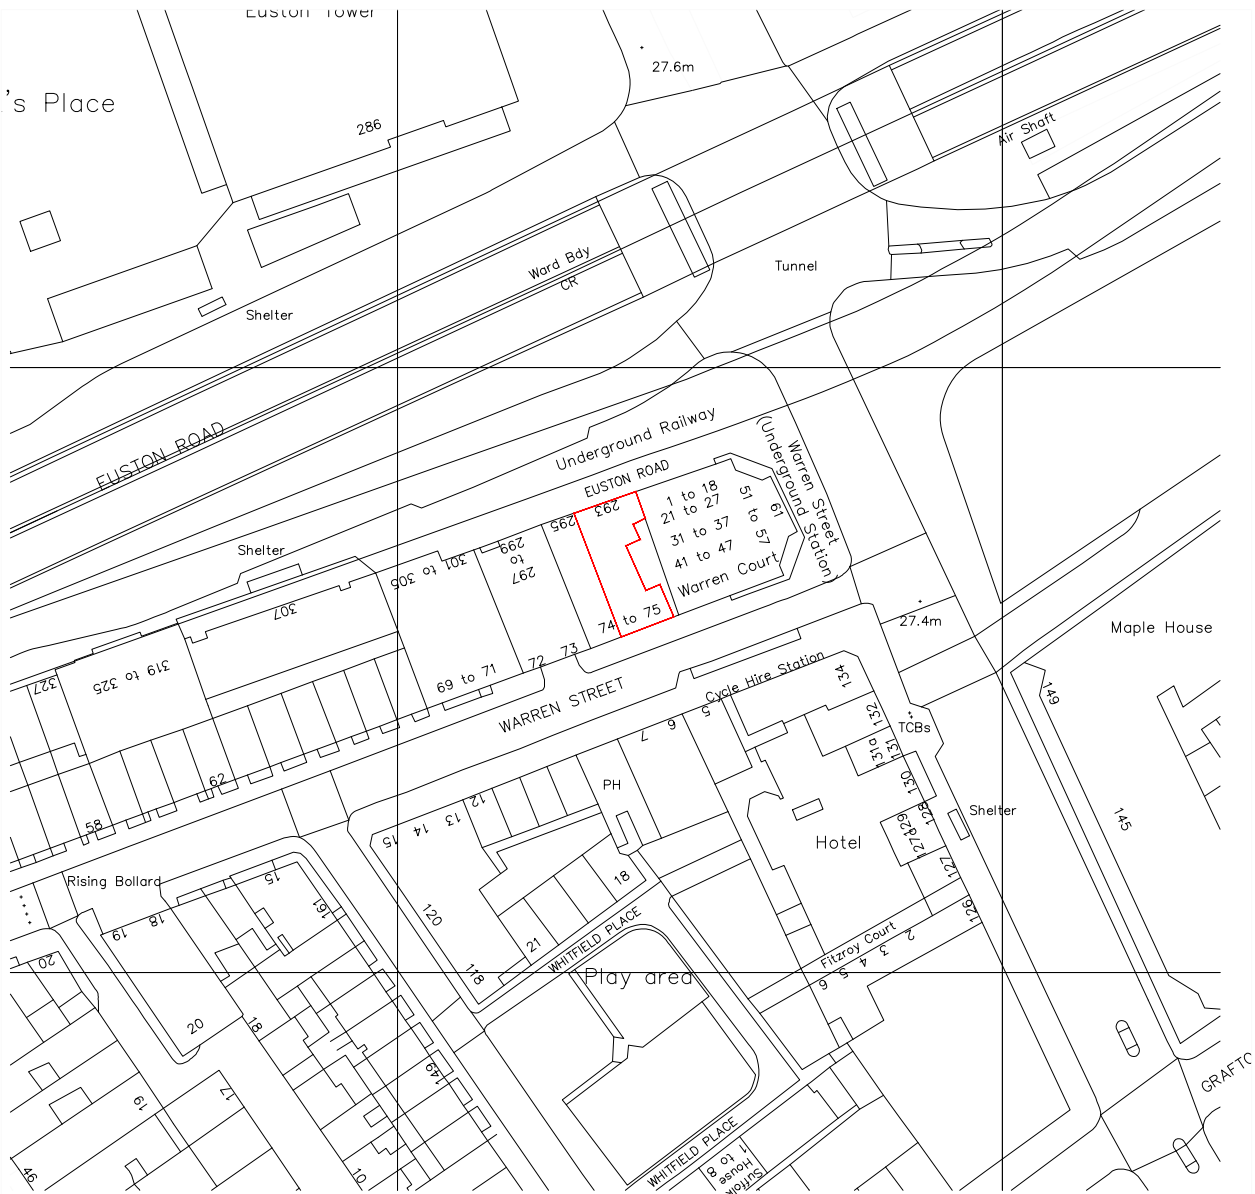 Euston Tower
27.6m
's Place
286
Air Shaft
Ward Bdy
CR
Tunnel
Shelter
EUSTON ROAD
Underground Railway
Warren Street
(Underground Station)
EUSTON ROAD
293
295
1 to 18
21 to 27
31 to 37
41 to 47
51 to 57
61
Warren Court
299
to
297
301 to 305
Shelter
307
319 to 325
327
74 to 75
73
72
69 to 71
WARREN STREET
27.4m
Maple House
Cycle Hire Station
134
132
TCBs
131
131a
130
149
145
5
6
7
PH
62
58
12
13
14
15
Hotel
128
129
127a
127
126
Shelter
Rising Bollard
15
161
18
19
20
120
118
18
21
WHITFIELD PLACE
Fitzroy Court
2
3
4
5
6
Play area
20
18
17
19
149
10
46
GRAFTO
WHITFIELD PLACE
1 to 8
Suffolk
House